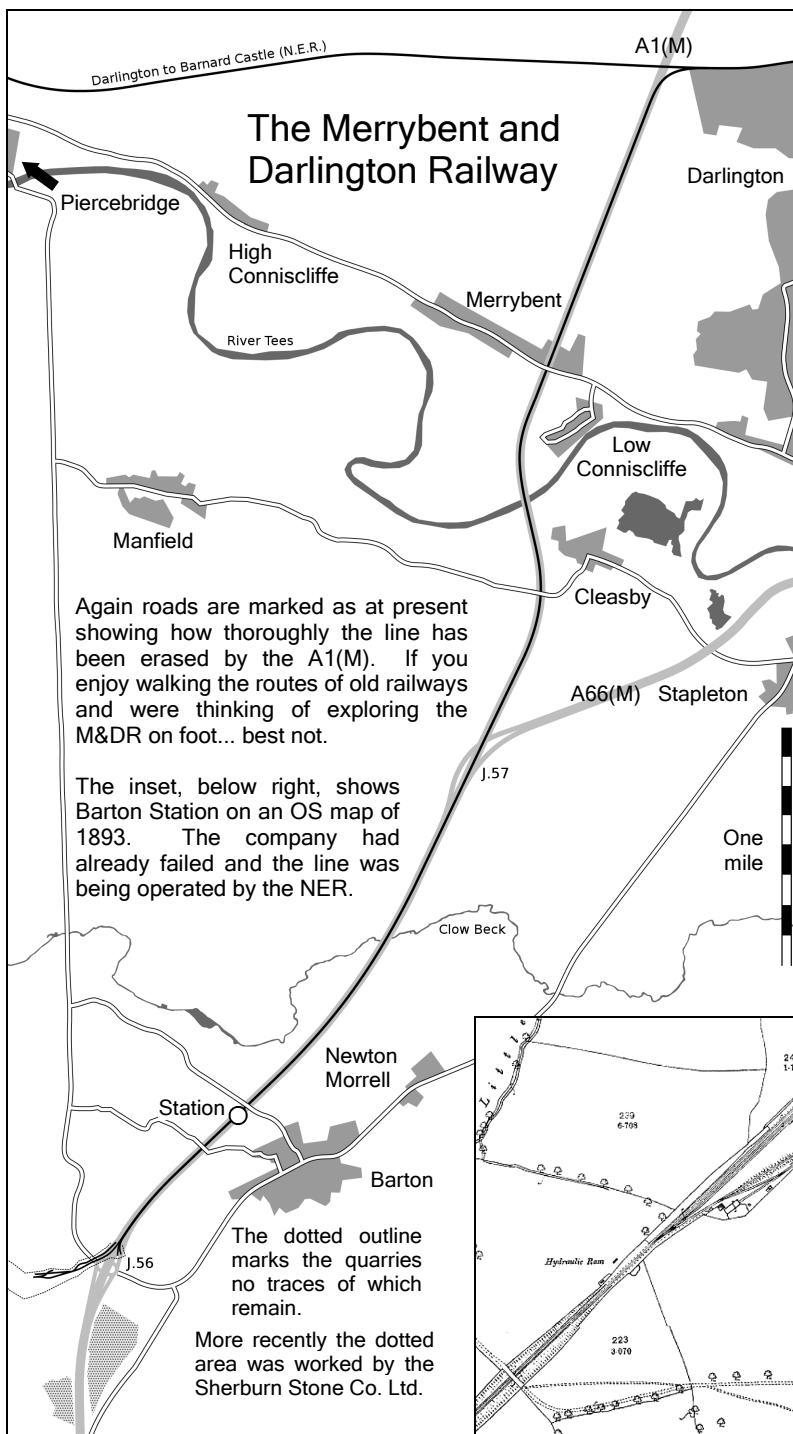 A1(M)
Darlington to Barnard Castle (N.E.R.)
The Merrybent and
Darlington Railway
Darlington
Piercebridge
High
Conniscliffe
Merrybent
River Tees
Low
Conniscliffe
Manfield
Cleasby
Again roads are marked as at present
showing how thoroughly the line has
been erased by the A1(M). If you
enjoy walking the routes of old railways
and were thinking of exploring the
M&DR on foot... best not.
A66(M)
Stapleton
J.57
The inset, below right, shows
Barton Station on an OS map of
1893. The company had
already failed and the line was
being operated by the NER.
One
mile
Clow Beck
Newton
Morrell
Station
Barton
J.56
The dotted outline
marks the quarries
no traces of which
remain.
More recently the dotted
area was worked by the
Sherburn Stone Co. Ltd.
Little
239
6·708
Hydraulic Ram
223
3·070